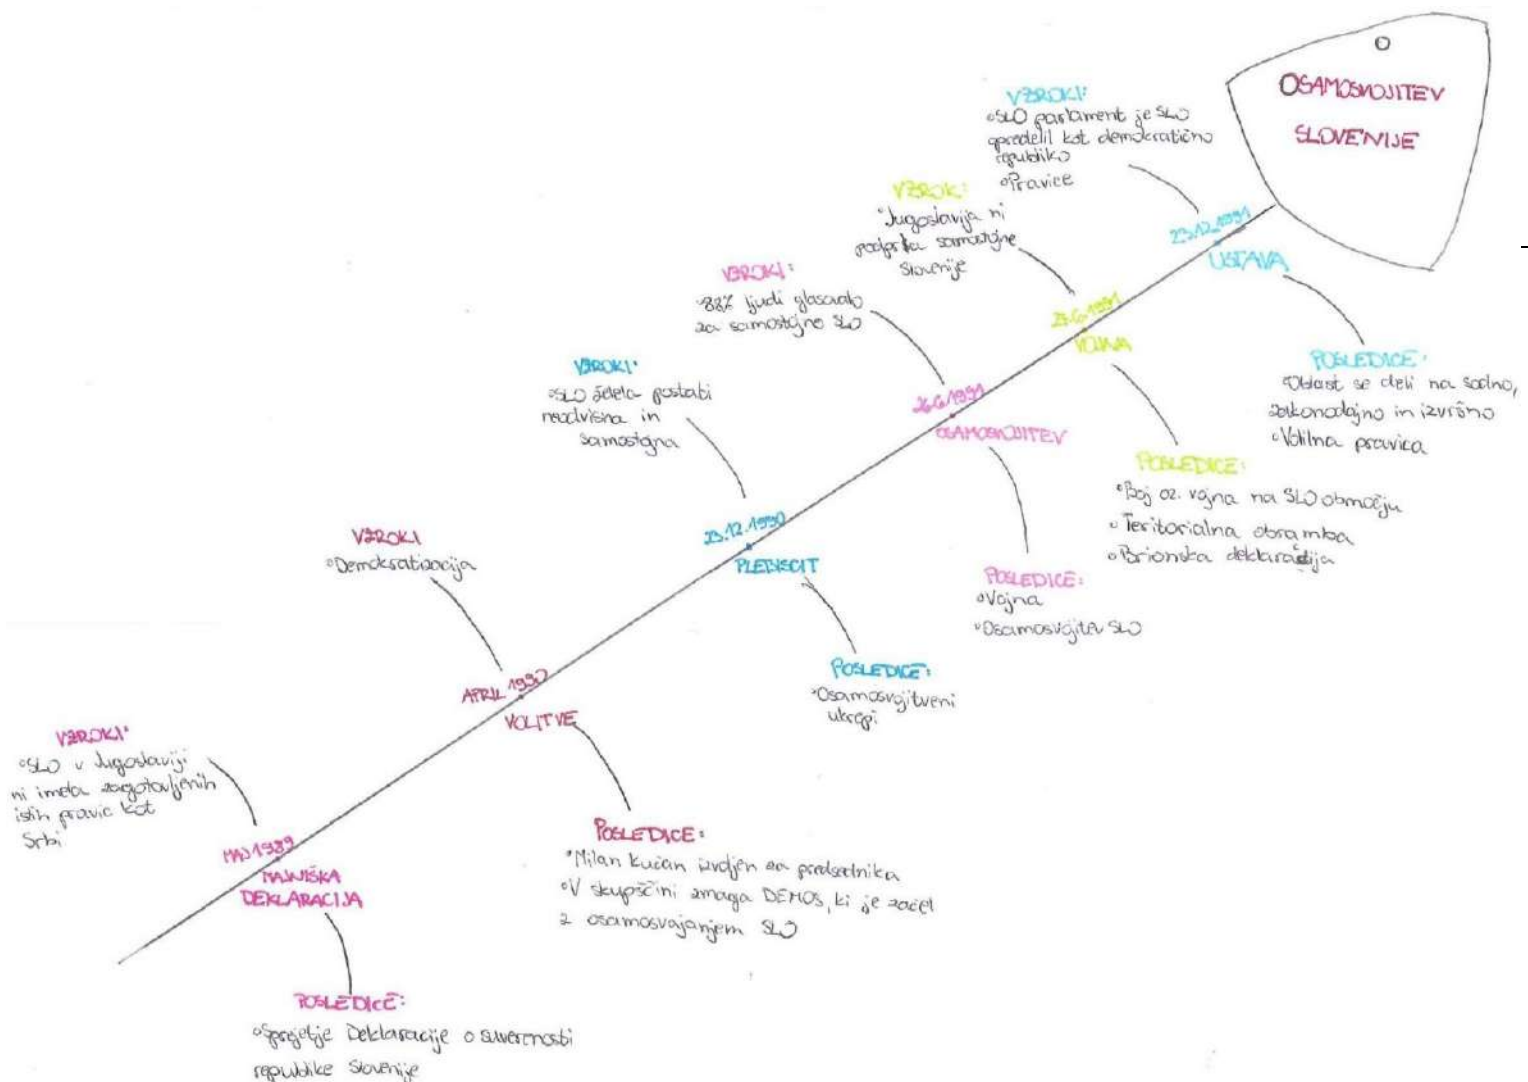 OSAMOSVOJITEV
SLOVENIJE
VZROKI:
SLO parlament je SLO
opredelil kot demokratično
republiko
Pravice
23.12.1991
USTAVA
POSLEDICE:
Oblast se deli na sodno,
zakonodajno in izvršno
Volilna pravica
VZROK:
Jugoslavija ni
podprla samostojne
Slovenije
27.6.1991
VOJNA
POSLEDICE:
Boj oz. vojna na SLO območju
Teritorialna obramba
Brionska deklaracija
VZROKI:
88% ljudi glasovalo
za samostojno SLO
26.6.1991
OSAMOSVOJITEV
POSLEDICE:
Vojna
Osamosvojitev SLO
VZROKI:
SLO želela postati
neodvisna in
samostojna
23.12.1990
PLEBISCIT
POSLEDICE:
Osamosvojitveni
ukrepi
VZROKI
Demokratizacija
APRIL 1990
VOLITVE
POSLEDICE:
Milan Kučan izvoljen za predsednika
V skupščini zmaga DEMOS, ki je začel
z osamosvajanjem SLO
VZROKI:
SLO v Jugoslaviji
ni imela zagotovljenih
istih pravic kot
Srbi
MAJ 1989
MAJNIŠKA
DEKLARACIJA
POSLEDICE:
Sprejetje Deklaracije o suverenosti
republike Slovenije